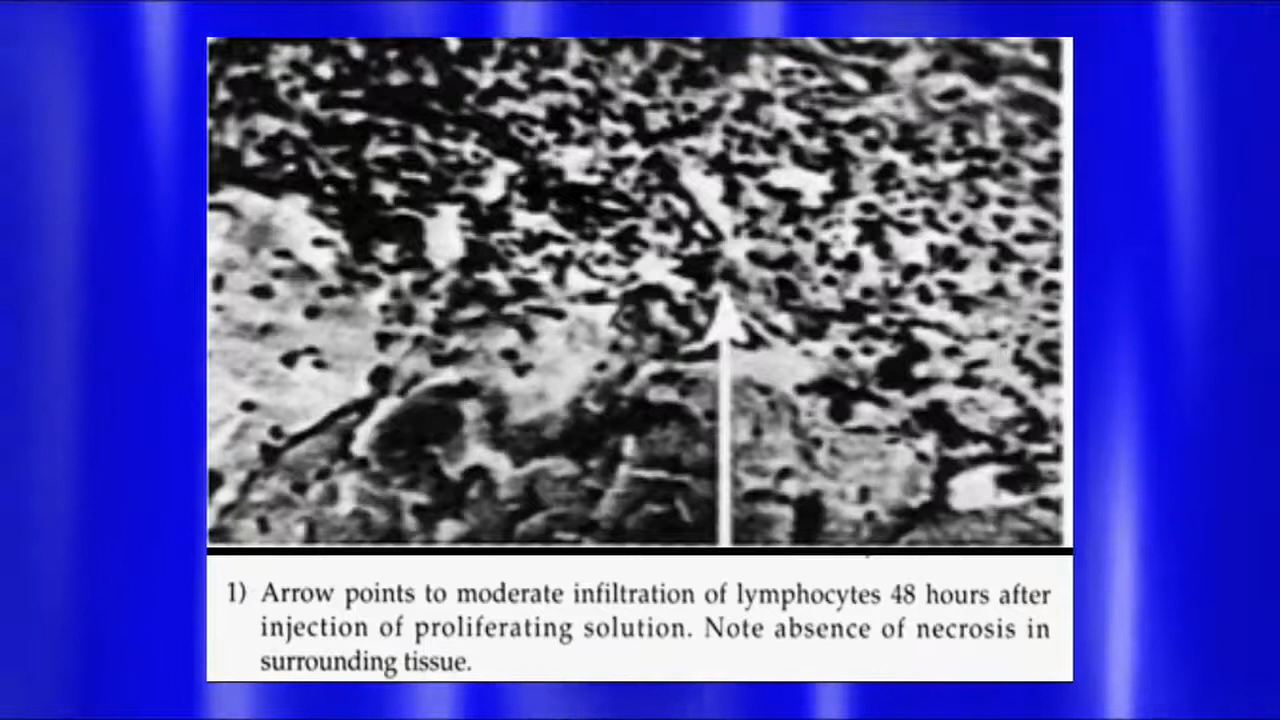 1) Arrow points to moderate infiltration of lymphocytes 48 hours after
injection of proliferating solution. Note absence of necrosis in
surrounding tissue.